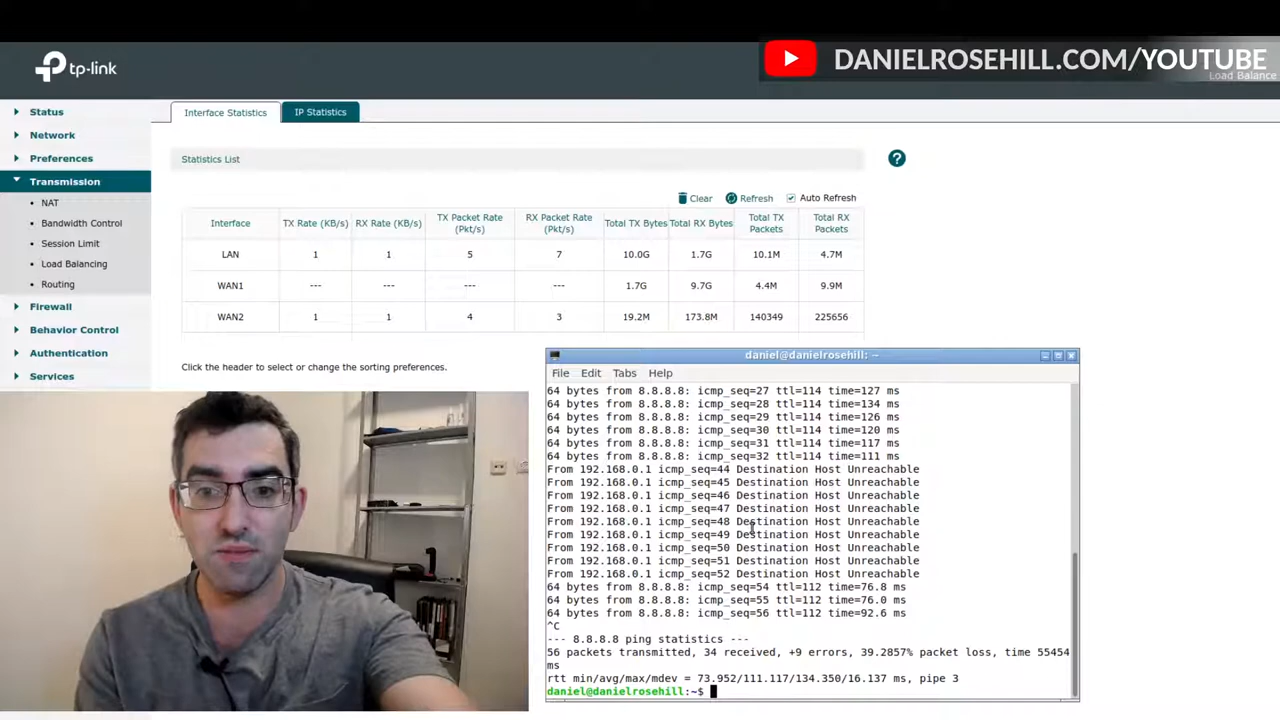 DANIELROSEHILL.COM/YOUTUBE
tp-link
Load Balance
Status
Network
Preferences
Transmission
NAT
Bandwidth Control
Session Limit
Load Balancing
Routing
Firewall
Behavior Control
Authentication
Services
Interface Statistics
IP Statistics
Statistics List
?
Clear
Refresh
Auto Refresh
Interface TX Rate (KB/s) RX Rate (KB/s) TX Packet Rate (Pkt/s) RX Packet Rate (Pkt/s) Total TX Bytes Total RX Bytes Total TX Packets Total RX Packets
LAN 1 1 5 7 10.0G 1.7G 10.1M 4.7M
WAN1 --- --- --- --- 1.7G 9.7G 4.4M 9.9M
WAN2 1 1 4 3 19.2M 173.8M 140349 225656
Click the header to select or change the sorting preferences.
daniel@danielrosehill: ~
File Edit Tabs Help
64 bytes from 8.8.8.8: icmp_seq=27 ttl=114 time=127 ms
64 bytes from 8.8.8.8: icmp_seq=28 ttl=114 time=134 ms
64 bytes from 8.8.8.8: icmp_seq=29 ttl=114 time=126 ms
64 bytes from 8.8.8.8: icmp_seq=30 ttl=114 time=120 ms
64 bytes from 8.8.8.8: icmp_seq=31 ttl=114 time=117 ms
64 bytes from 8.8.8.8: icmp_seq=32 ttl=114 time=111 ms
From 192.168.0.1 icmp_seq=44 Destination Host Unreachable
From 192.168.0.1 icmp_seq=45 Destination Host Unreachable
From 192.168.0.1 icmp_seq=46 Destination Host Unreachable
From 192.168.0.1 icmp_seq=47 Destination Host Unreachable
From 192.168.0.1 icmp_seq=48 Destination Host Unreachable
From 192.168.0.1 icmp_seq=49 Destination Host Unreachable
From 192.168.0.1 icmp_seq=50 Destination Host Unreachable
From 192.168.0.1 icmp_seq=51 Destination Host Unreachable
From 192.168.0.1 icmp_seq=52 Destination Host Unreachable
64 bytes from 8.8.8.8: icmp_seq=54 ttl=112 time=76.8 ms
64 bytes from 8.8.8.8: icmp_seq=55 ttl=112 time=76.0 ms
64 bytes from 8.8.8.8: icmp_seq=56 ttl=112 time=92.6 ms
^C
--- 8.8.8.8 ping statistics ---
56 packets transmitted, 34 received, +9 errors, 39.2857% packet loss, time 55454
ms
rtt min/avg/max/mdev = 73.952/111.117/134.350/16.137 ms, pipe 3
daniel@danielrosehill:~$